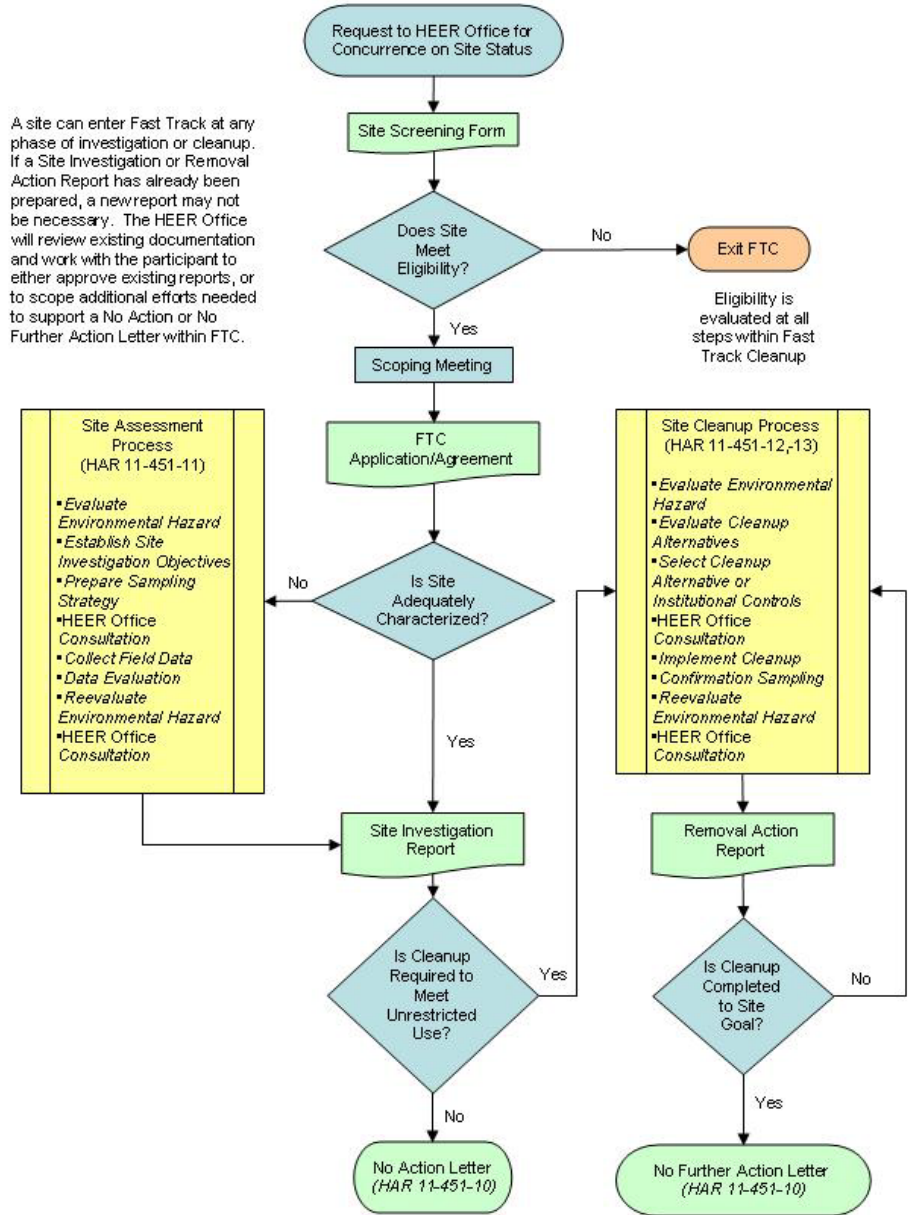 Request to HEER Office for
Concurrence on Site Status
A site can enter Fast Track at any
phase of investigation or cleanup.
If a Site Investigation or Removal
Action Report has already been
prepared, a new report may not
be necessary. The HEER Office
will review existing documentation
and work with the participant to
either approve existing reports, or
to scope additional efforts needed
to support a No Action or No
Further Action Letter within FTC.
Site Screening Form
Does Site
Meet
Eligibility?
No
Exit FTC
Eligibility is
evaluated at all
steps within Fast
Track Cleanup
Yes
Scoping Meeting
FTC
Application/Agreement
Is Site
Adequately
Characterized?
No
Site Assessment
Process
(HAR 11-451-11)
▪Evaluate
Environmental Hazard
▪Establish Site
Investigation Objectives
▪Prepare Sampling
Strategy
▪HEER Office
Consultation
▪Collect Field Data
▪Data Evaluation
▪Reevaluate
Environmental Hazard
▪HEER Office
Consultation
Yes
Site Investigation
Report
Is Cleanup
Required to
Meet
Unrestricted
Use?
Yes
No
No Action Letter
(HAR 11-451-10)
Site Cleanup Process
(HAR 11-451-12,-13)
▪Evaluate Environmental
Hazard
▪Evaluate Cleanup
Alternatives
▪Select Cleanup
Alternative or
Institutional Controls
▪HEER Office
Consultation
▪Implement Cleanup
▪Confirmation Sampling
▪Reevaluate
Environmental Hazard
▪HEER Office
Consultation
Removal Action
Report
Is Cleanup
Completed
to Site
Goal?
No
Yes
No Further Action Letter
(HAR 11-451-10)